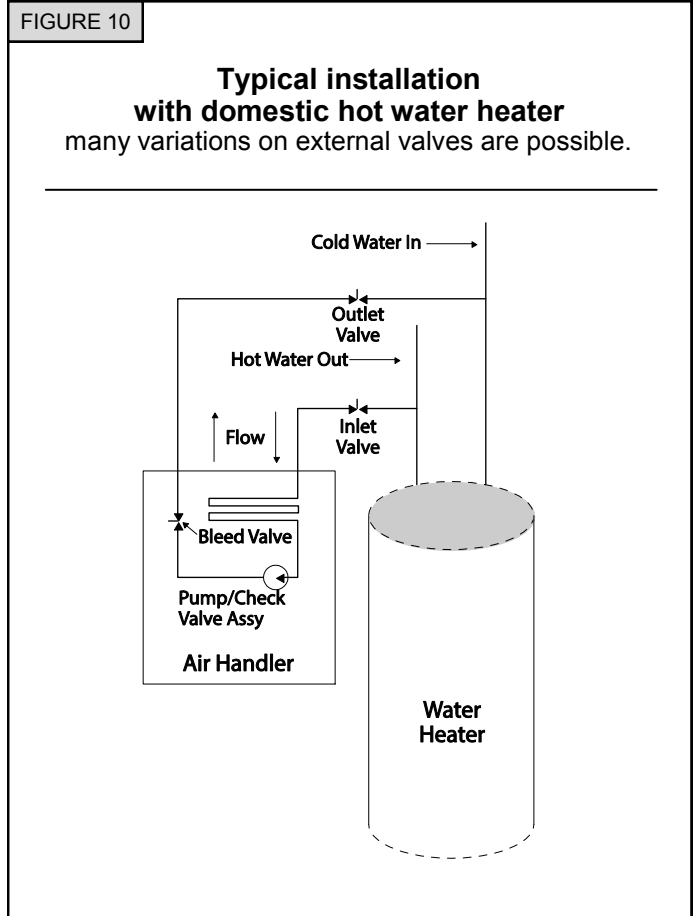 FIGURE 10
Typical installation
with domestic hot water heater
many variations on external valves are possible.
Cold Water In
Outlet
Valve
Hot Water Out
Inlet
Valve
Flow
Bleed Valve
Pump/Check
Valve Assy
Air Handler
Water
Heater